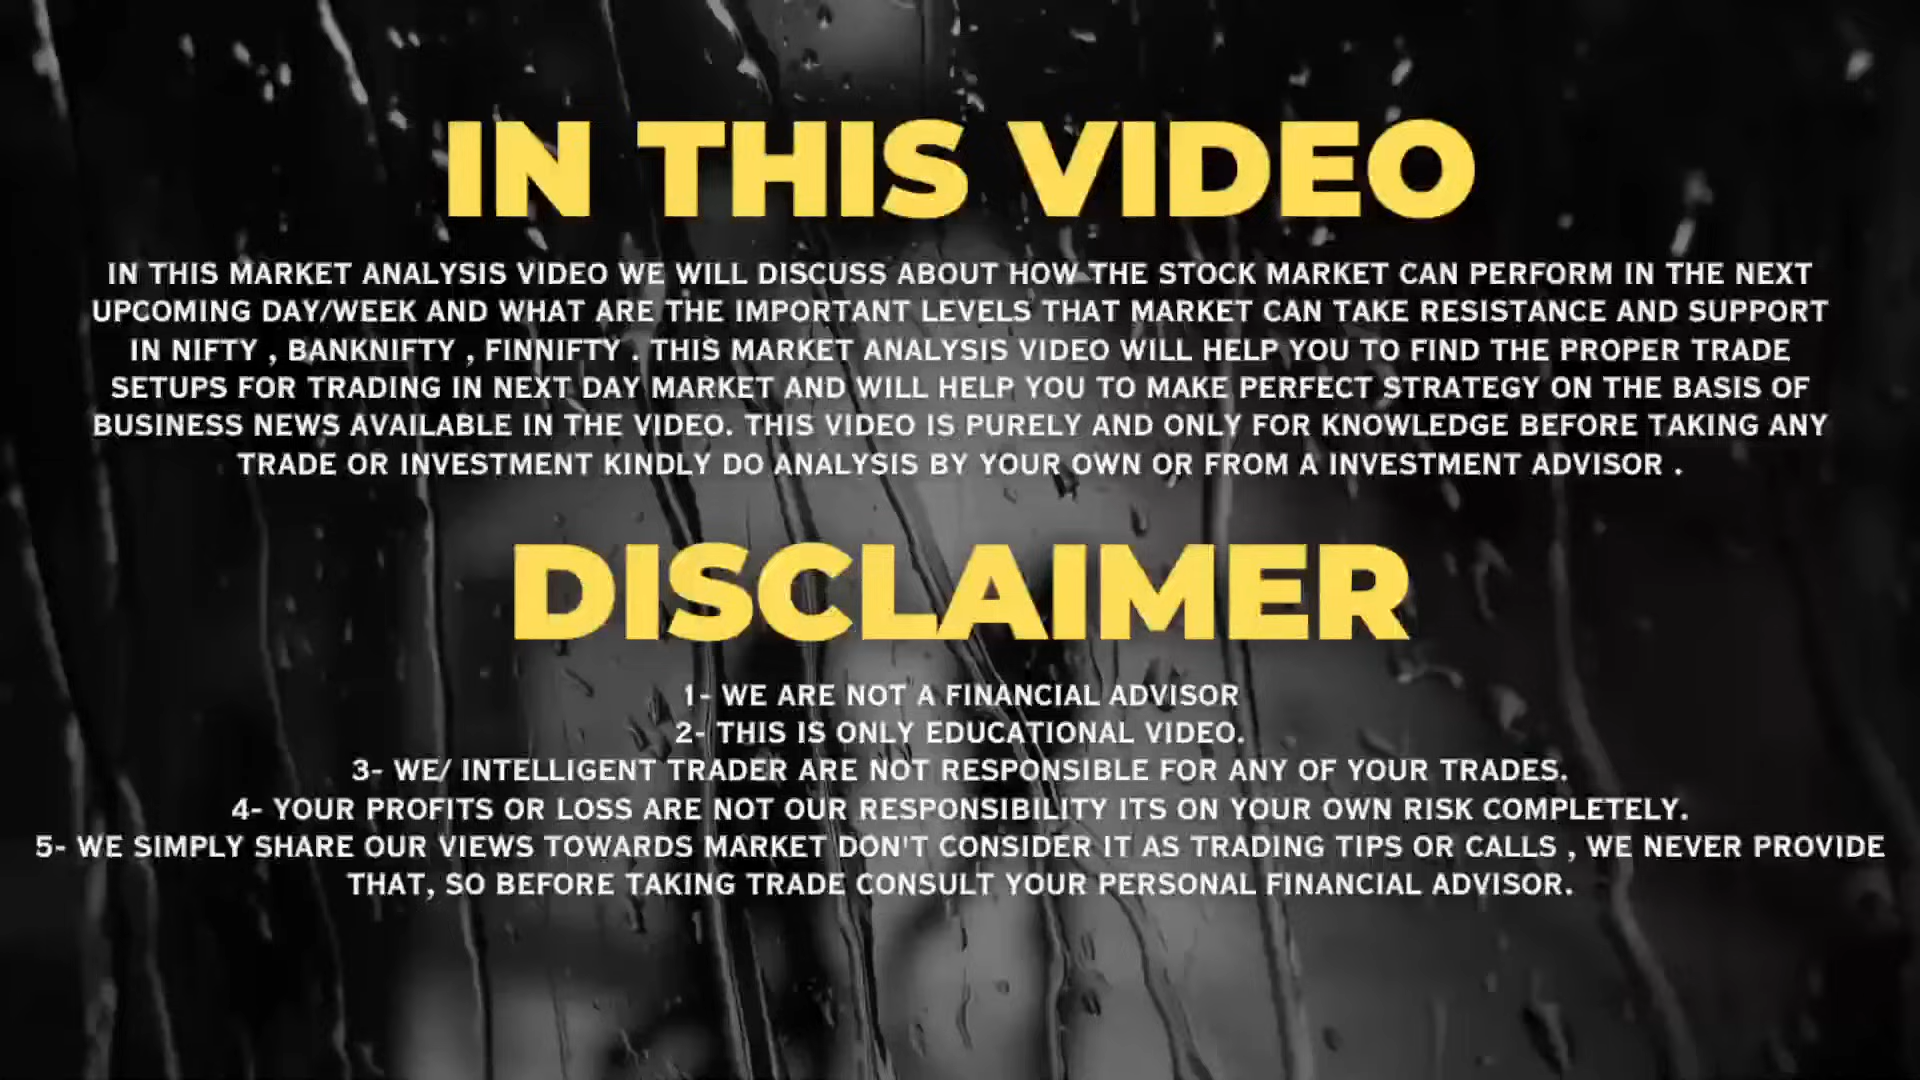 IN THIS VIDEO
IN THIS MARKET ANALYSIS VIDEO WE WILL DISCUSS ABOUT HOW THE STOCK MARKET CAN PERFORM IN THE NEXT
UPCOMING DAY/WEEK AND WHAT ARE THE IMPORTANT LEVELS THAT MARKET CAN TAKE RESISTANCE AND SUPPORT
IN NIFTY , BANKNIFTY , FINNIFTY . THIS MARKET ANALYSIS VIDEO WILL HELP YOU TO FIND THE PROPER TRADE
SETUPS FOR TRADING IN NEXT DAY MARKET AND WILL HELP YOU TO MAKE PERFECT STRATEGY ON THE BASIS OF
BUSINESS NEWS AVAILABLE IN THE VIDEO. THIS VIDEO IS PURELY AND ONLY FOR KNOWLEDGE BEFORE TAKING ANY
TRADE OR INVESTMENT KINDLY DO ANALYSIS BY YOUR OWN OR FROM A INVESTMENT ADVISOR .
DISCLAIMER
1- WE ARE NOT A FINANCIAL ADVISOR
2- THIS IS ONLY EDUCATIONAL VIDEO.
3- WE/ INTELLIGENT TRADER ARE NOT RESPONSIBLE FOR ANY OF YOUR TRADES.
4- YOUR PROFITS OR LOSS ARE NOT OUR RESPONSIBILITY ITS ON YOUR OWN RISK COMPLETELY.
5- WE SIMPLY SHARE OUR VIEWS TOWARDS MARKET DON'T CONSIDER IT AS TRADING TIPS OR CALLS , WE NEVER PROVIDE
THAT, SO BEFORE TAKING TRADE CONSULT YOUR PERSONAL FINANCIAL ADVISOR.